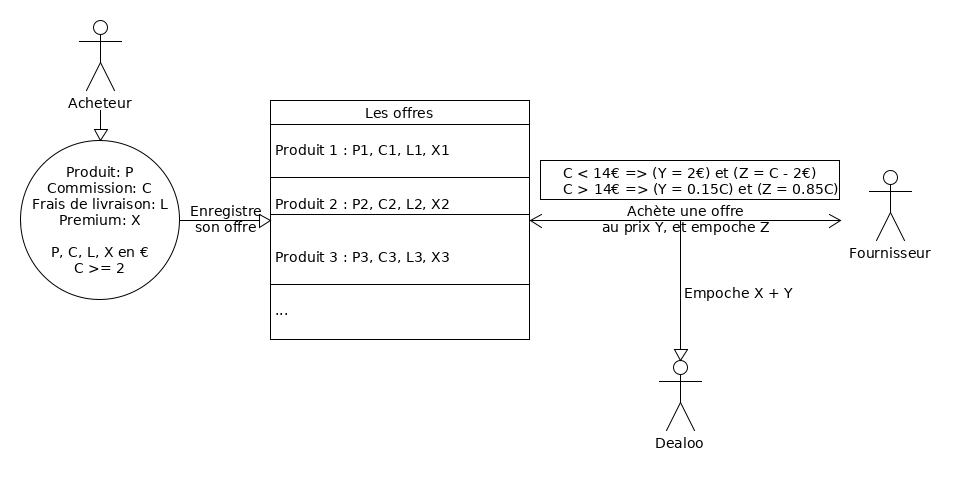 Acheteur
Produit: P
Commission: C
Frais de livraison: L
Premium: X
P, C, L, X en €
C >= 2
Enregistre
son offre
Les offres
Produit 1 : P1, C1, L1, X1
Produit 2 : P2, C2, L2, X2
Produit 3 : P3, C3, L3, X3
...
C < 14€ => (Y = 2€) et (Z = C - 2€)
C > 14€ => (Y = 0.15C) et (Z = 0.85C)
Achète une offre
au prix Y, et empoche Z
Fournisseur
Empoche X + Y
Dealoo